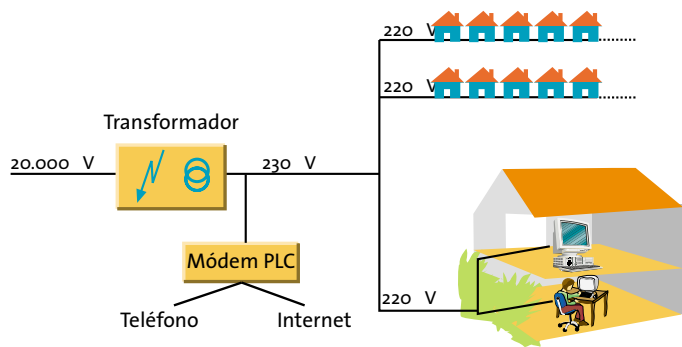 220 V
220 V
Transformador
20.000 V
230 V
Módem PLC
Teléfono
Internet
220 V